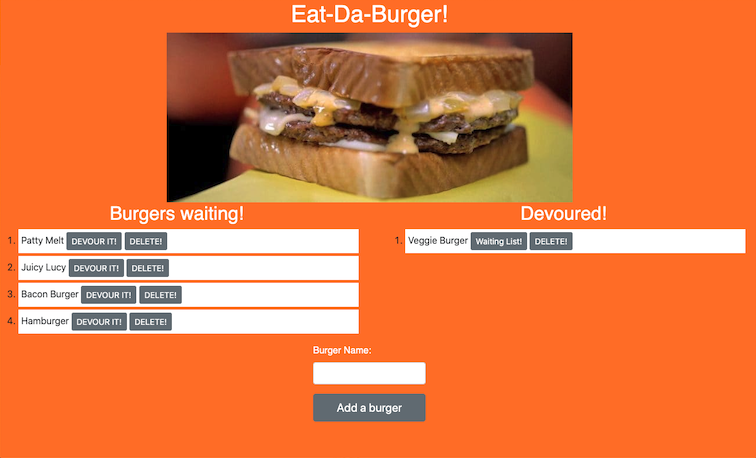 Eat-Da-Burger!
Burgers waiting!
1. Patty Melt DEVOUR IT! DELETE!
2. Juicy Lucy DEVOUR IT! DELETE!
3. Bacon Burger DEVOUR IT! DELETE!
4. Hamburger DEVOUR IT! DELETE!
Devoured!
1. Veggie Burger Waiting List! DELETE!
Burger Name:
Add a burger